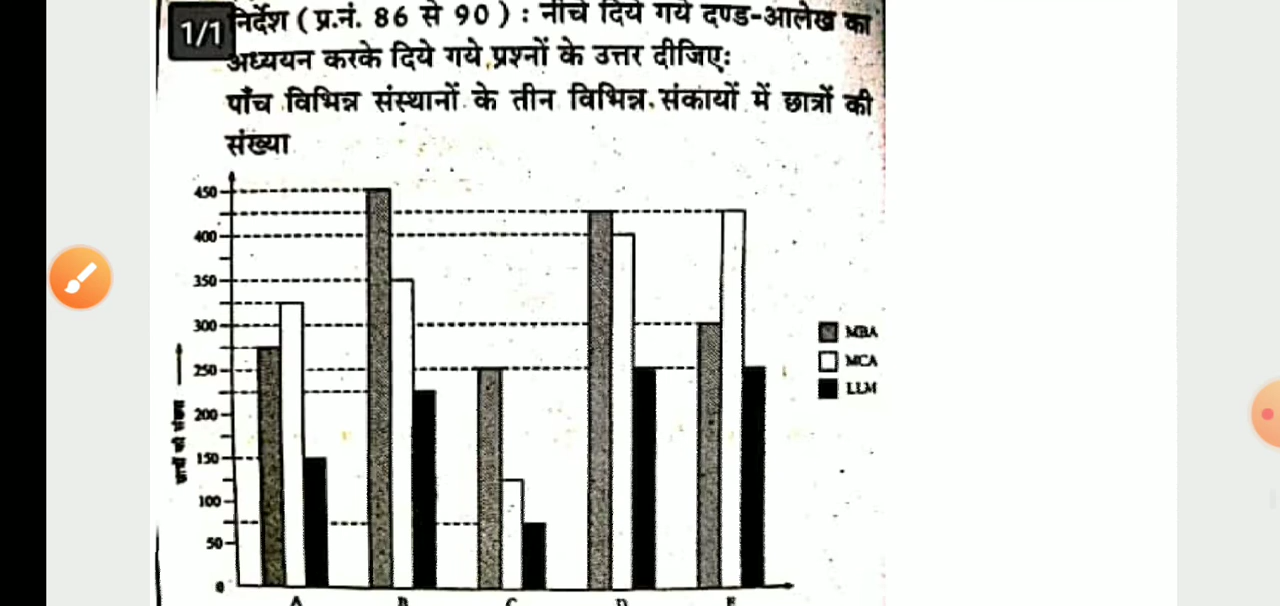 1/1
निर्देश ( प्र.नं. 86 से 90 ) : नीचे दिये गये दण्ड-आलेख का
अध्ययन करके दिये गये प्रश्नों के उत्तर दीजिए:
पाँच विभिन्न संस्थानों के तीन विभिन्न संकायों में छात्रों की
संख्या
450
400
350
300
250
200
150
100
50
0
छात्रों की संख्या
MBA
MCA
LLM
A
B
C
D
E